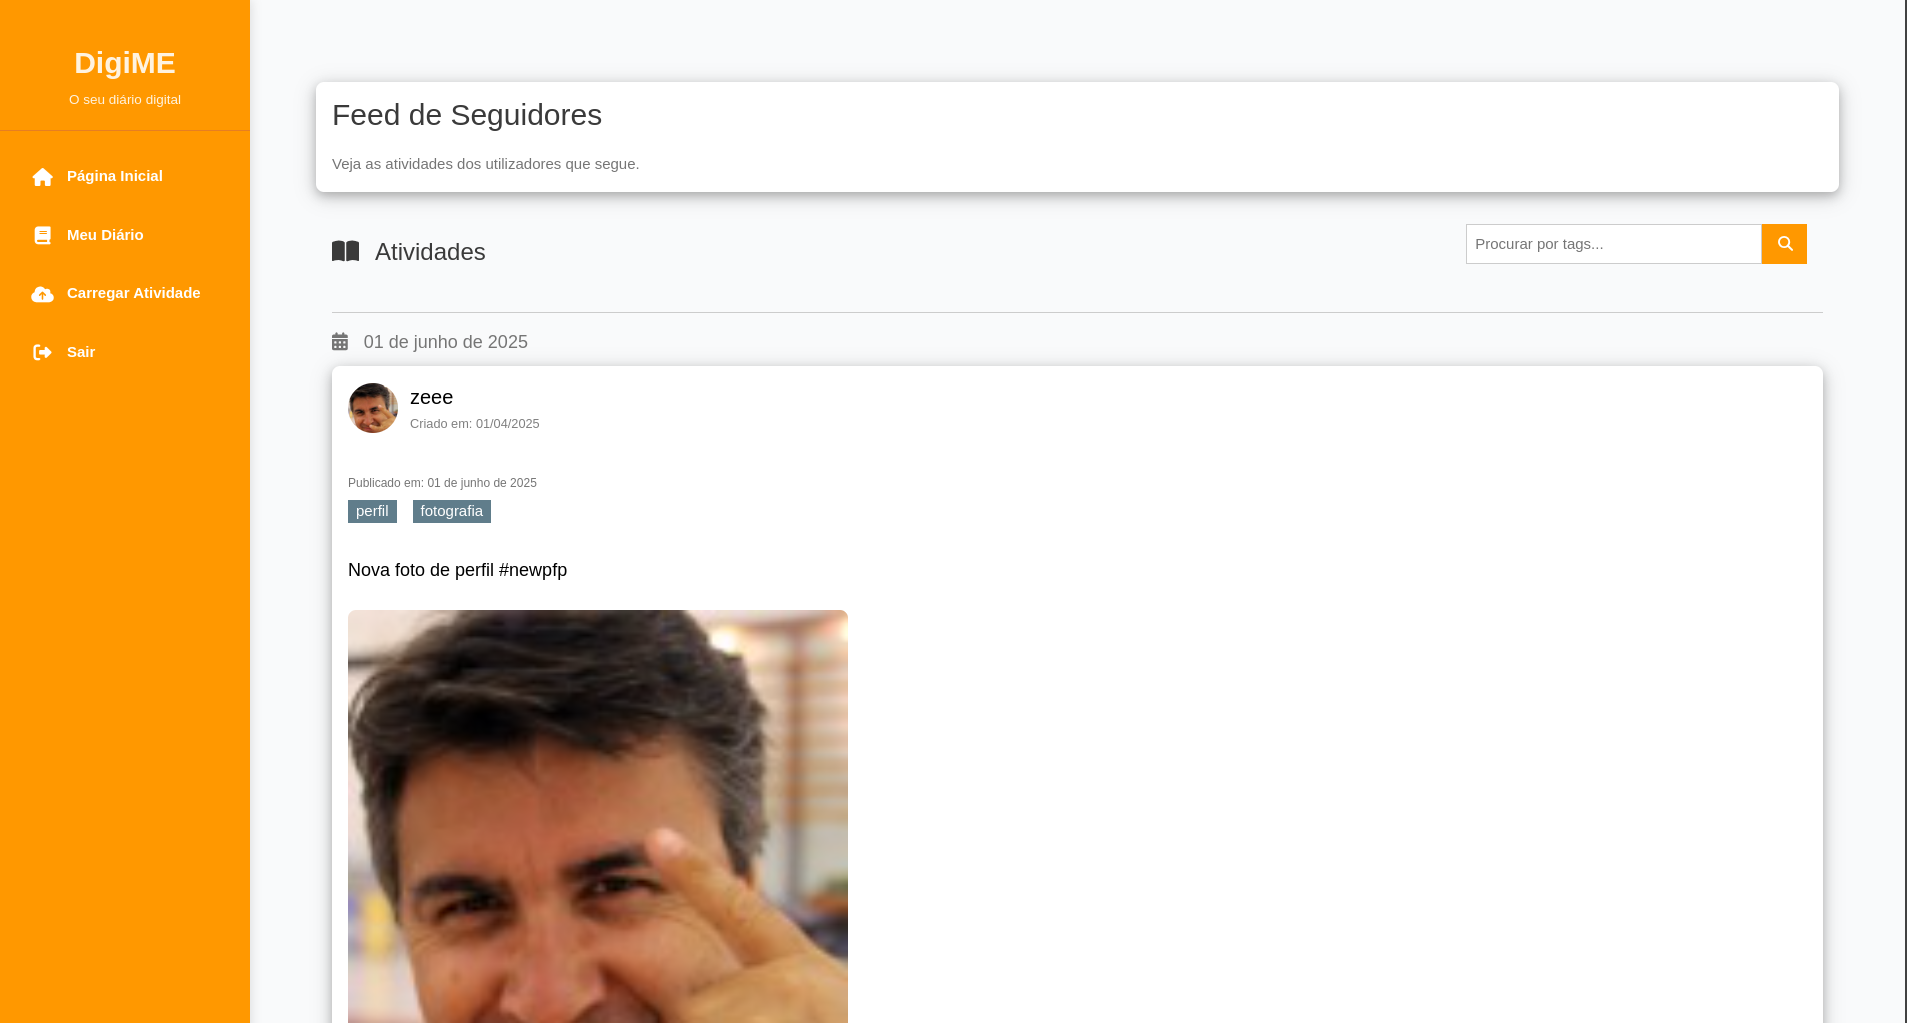 DigiME
O seu diário digital
Página Inicial
Meu Diário
Carregar Atividade
Sair
Feed de Seguidores
Veja as atividades dos utilizadores que segue.
Atividades
Procurar por tags...
01 de junho de 2025
zeee
Criado em: 01/04/2025
Publicado em: 01 de junho de 2025
perfil fotografia
Nova foto de perfil #newpfp